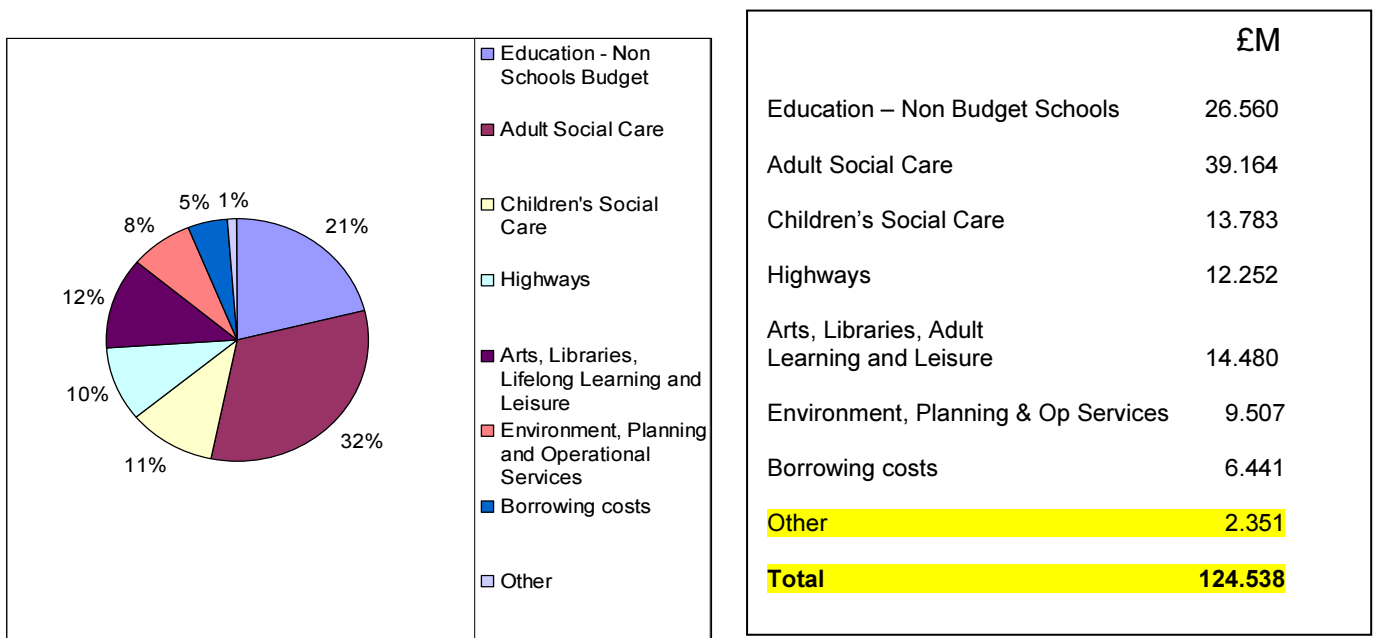 21%
32%
11%
10%
12%
8%
5%
1%
Education - Non
Schools Budget
Adult Social Care
Children's Social
Care
Highways
Arts, Libraries,
Lifelong Learning and
Leisure
Environment, Planning
and Operational
Services
Borrowing costs
Other
£M
Education – Non Budget Schools 26.560
Adult Social Care 39.164
Children’s Social Care 13.783
Highways 12.252
Arts, Libraries, Adult
Learning and Leisure 14.480
Environment, Planning & Op Services 9.507
Borrowing costs 6.441
Other 2.351
Total 124.538